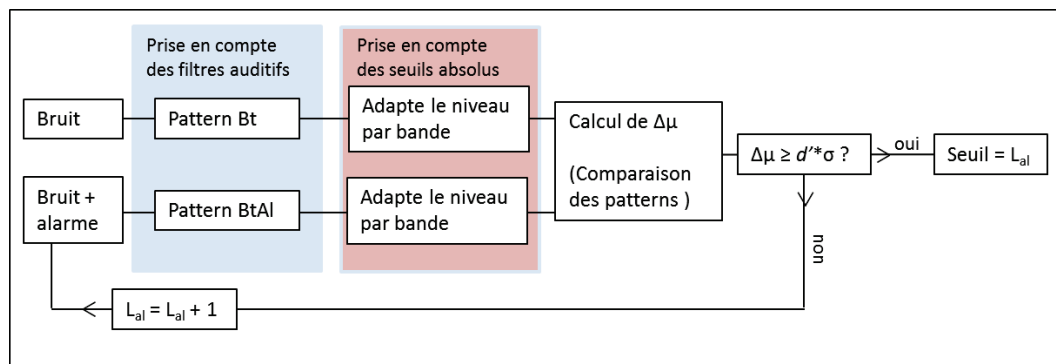 Prise en compte
des filtres auditifs
Prise en compte
des seuils absolus
Bruit
Pattern Bt
Adapte le niveau
par bande
Bruit +
alarme
Pattern BtAl
Adapte le niveau
par bande
Calcul de Δμ
(Comparaison
des patterns )
Δμ ≥ d'*σ ?
oui
Seuil = Lal
non
Lal = Lal + 1